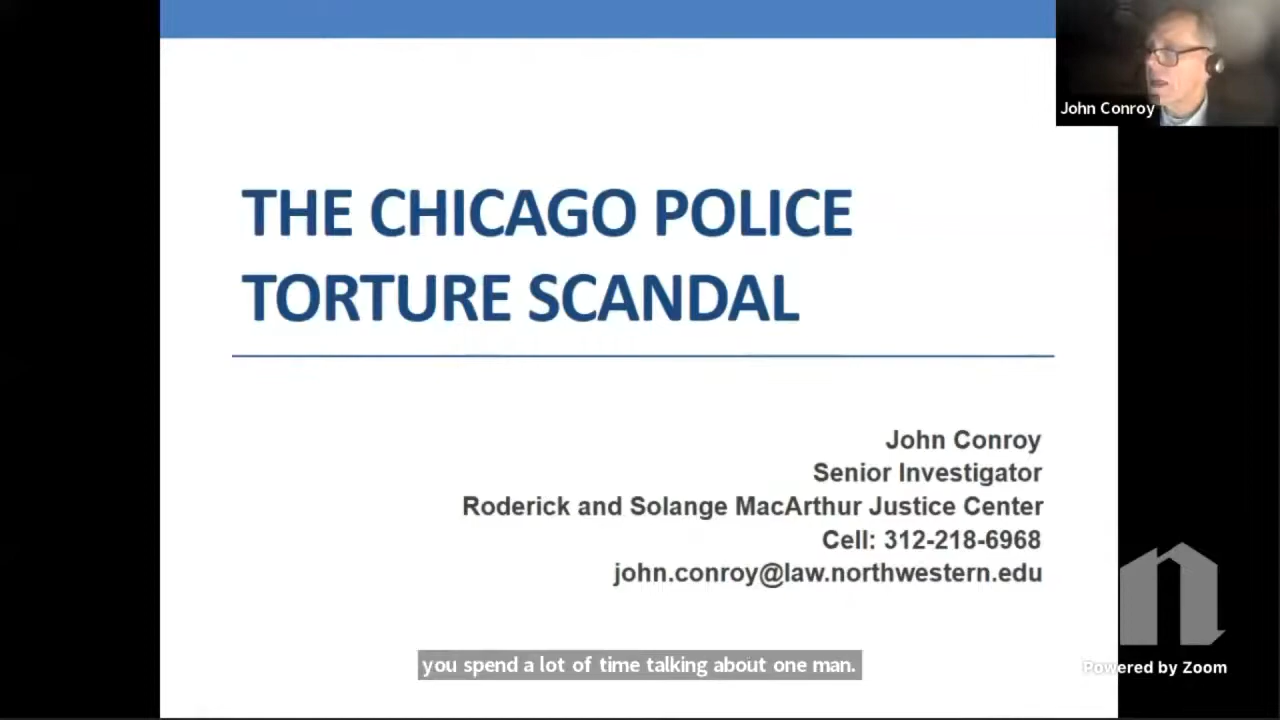 John Conroy
THE CHICAGO POLICE
TORTURE SCANDAL
John Conroy
Senior Investigator
Roderick and Solange MacArthur Justice Center
Cell: 312-218-6968
john.conroy@law.northwestern.edu
you spend a lot of time talking about one man.
Powered by Zoom